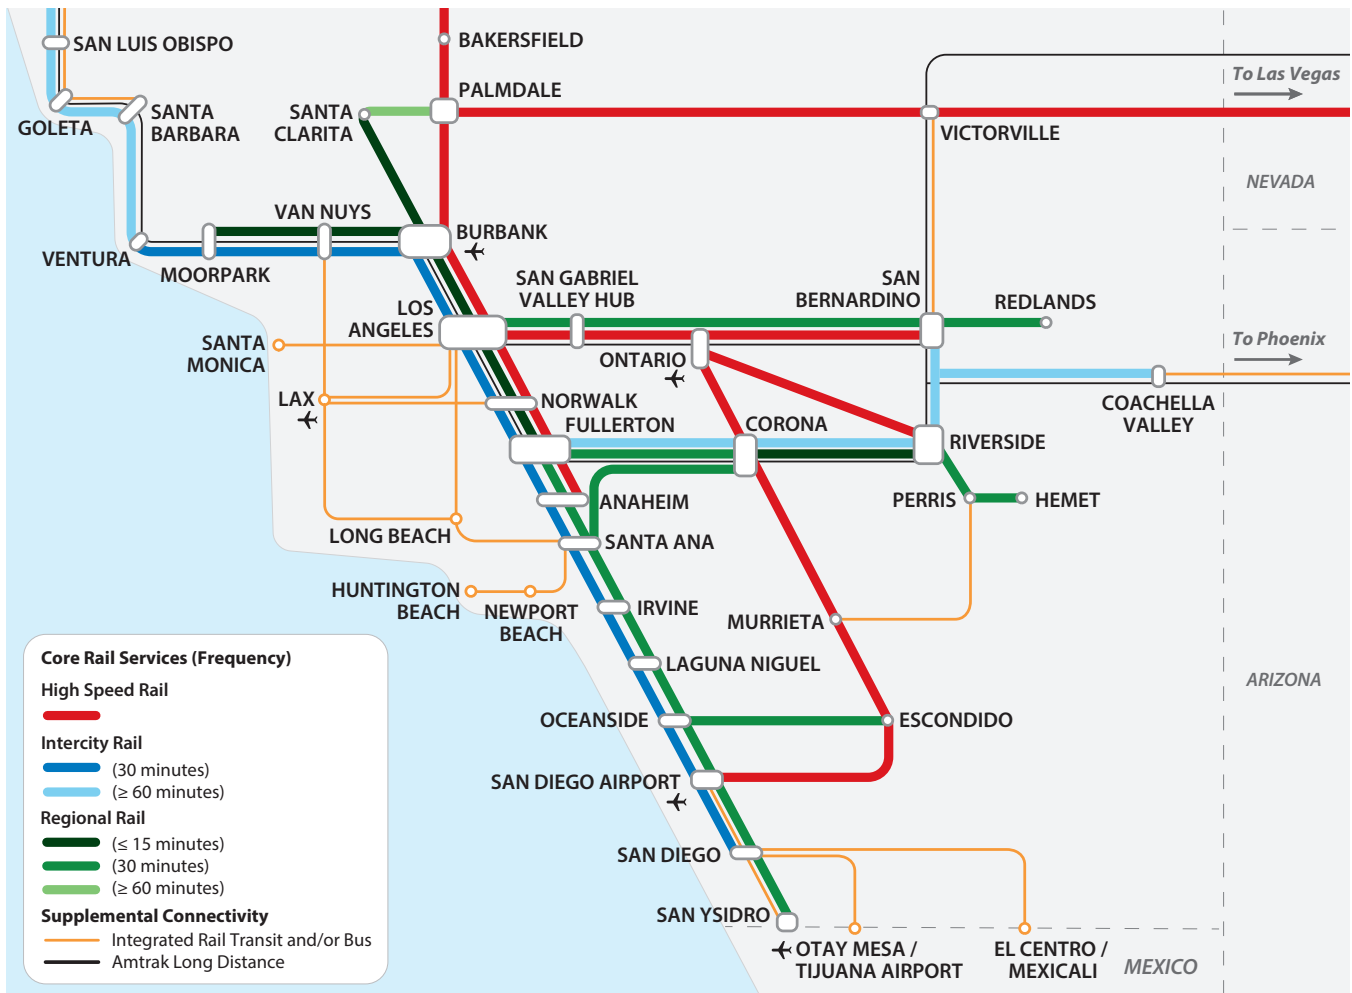 SAN LUIS OBISPO
BAKERSFIELD
To Las Vegas
PALMDALE
GOLETA
SANTA
BARBARA
SANTA
CLARITA
VICTORVILLE
NEVADA
VAN NUYS
BURBANK
VENTURA
MOORPARK
SAN GABRIEL
VALLEY HUB
SAN
BERNARDINO
REDLANDS
LOS
ANGELES
SANTA
MONICA
ONTARIO
To Phoenix
LAX
NORWALK
COACHELLA
VALLEY
FULLERTON
CORONA
RIVERSIDE
ANAHEIM
PERRIS
HEMET
LONG BEACH
SANTA ANA
HUNTINGTON
BEACH
NEWPORT
BEACH
IRVINE
MURRIETA
LAGUNA NIGUEL
ARIZONA
OCEANSIDE
ESCONDIDO
SAN DIEGO AIRPORT
SAN DIEGO
SAN YSIDRO
OTAY MESA /
TIJUANA AIRPORT
EL CENTRO /
MEXICALI
MEXICO
Core Rail Services (Frequency)
High Speed Rail
Intercity Rail
(30 minutes)
(≥ 60 minutes)
Regional Rail
(≤ 15 minutes)
(30 minutes)
(≥ 60 minutes)
Supplemental Connectivity
Integrated Rail Transit and/or Bus
Amtrak Long Distance